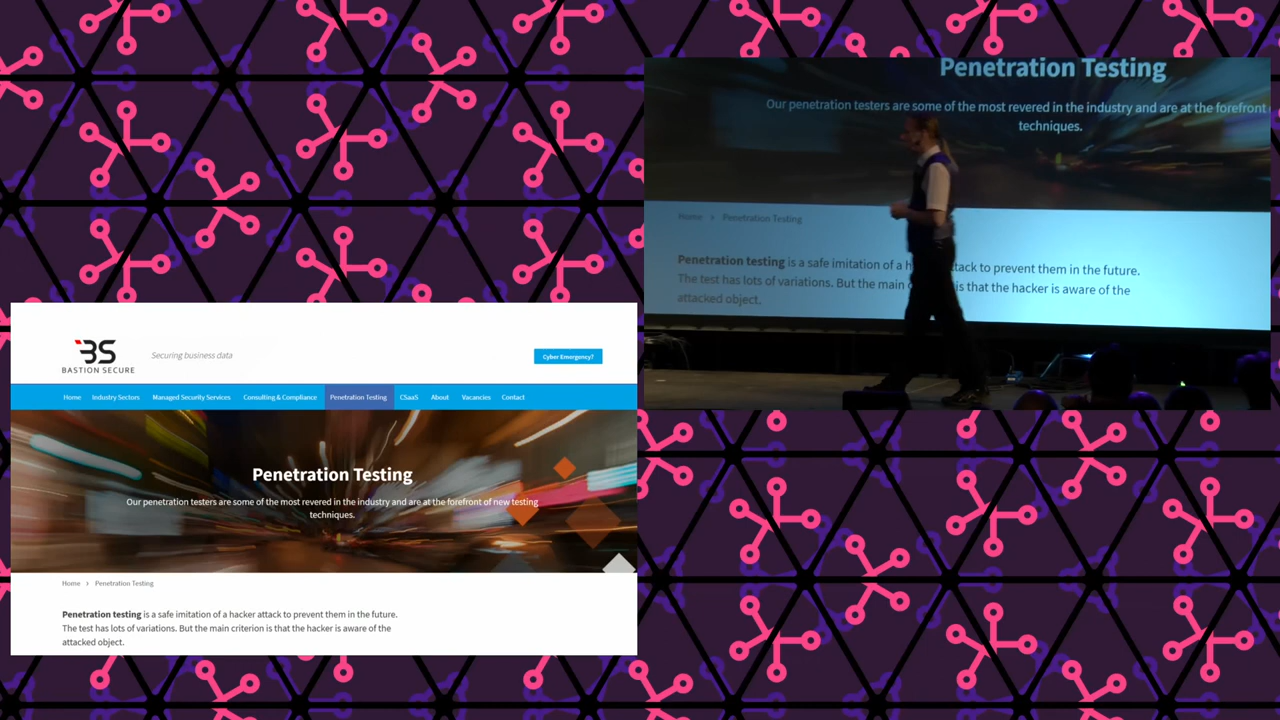 BASTION SECURE
Securing business data
Cyber Emergency?
Home Industry Sectors Managed Security Services Consulting & Compliance Penetration Testing CSaaS About Vacancies Contact
Penetration Testing
Our penetration testers are some of the most revered in the industry and are at the forefront of new testing
techniques.
Home › Penetration Testing
Penetration testing is a safe imitation of a hacker attack to prevent them in the future.
The test has lots of variations. But the main criterion is that the hacker is aware of the
attacked object.
Penetration Testing
Our penetration testers are some of the most revered in the industry and are at the forefront
techniques.
Home › Penetration Testing
Penetration testing is a safe imitation of a h tack to prevent them in the future.
The test has lots of variations. But the main is that the hacker is aware of the
attacked object.